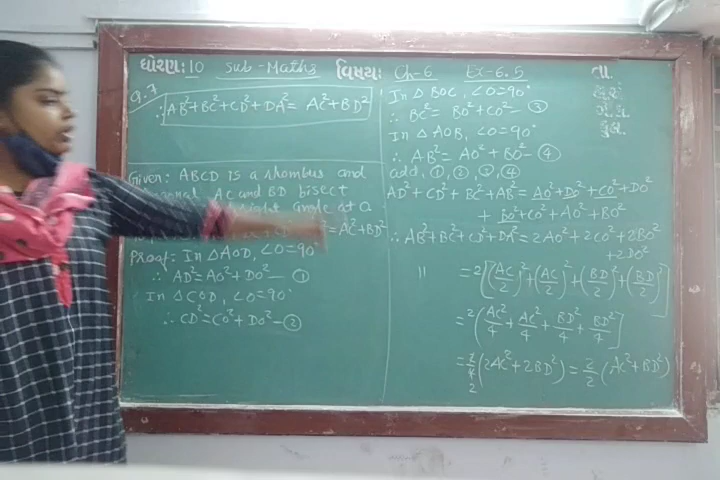 ધોરણ: 10 Sub-Maths વિષય: Ch-6 Ex-6.5 તા.
Q.7
∴ AB²+BC²+CD²+DA² = AC²+BD²
Given: ABCD is a rhombus and
AC and BD bisect
right angle at O
= AC²+BD²
Proof: In △AOD, ∠O=90°
∴ AD²=AO²+DO² — ①
In △COD, ∠O=90°
∴ CD²=CO²+DO² — ②
In △BOC, ∠O=90°
∴ BC² = BO²+CO² — ③
In △AOB, ∠O=90°
∴ AB² = AO²+BO² — ④
add, ①, ②, ③, ④
AD²+CD²+BC²+AB² = AO²+DO²+CO²+DO²
+ BO²+CO²+AO²+BO²
∴ AB²+BC²+CD²+DA² = 2AO²+2CO²+2BO²
+2DO²
" = 2[(AC/2)²+(AC/2)²+(BD/2)²+(BD/2)²]
= 2(AC²/4+AC²/4+BD²/4+BD²/4]
= 2/4 2 (2AC²+2BD²) = 2/2 (AC²+BD²)